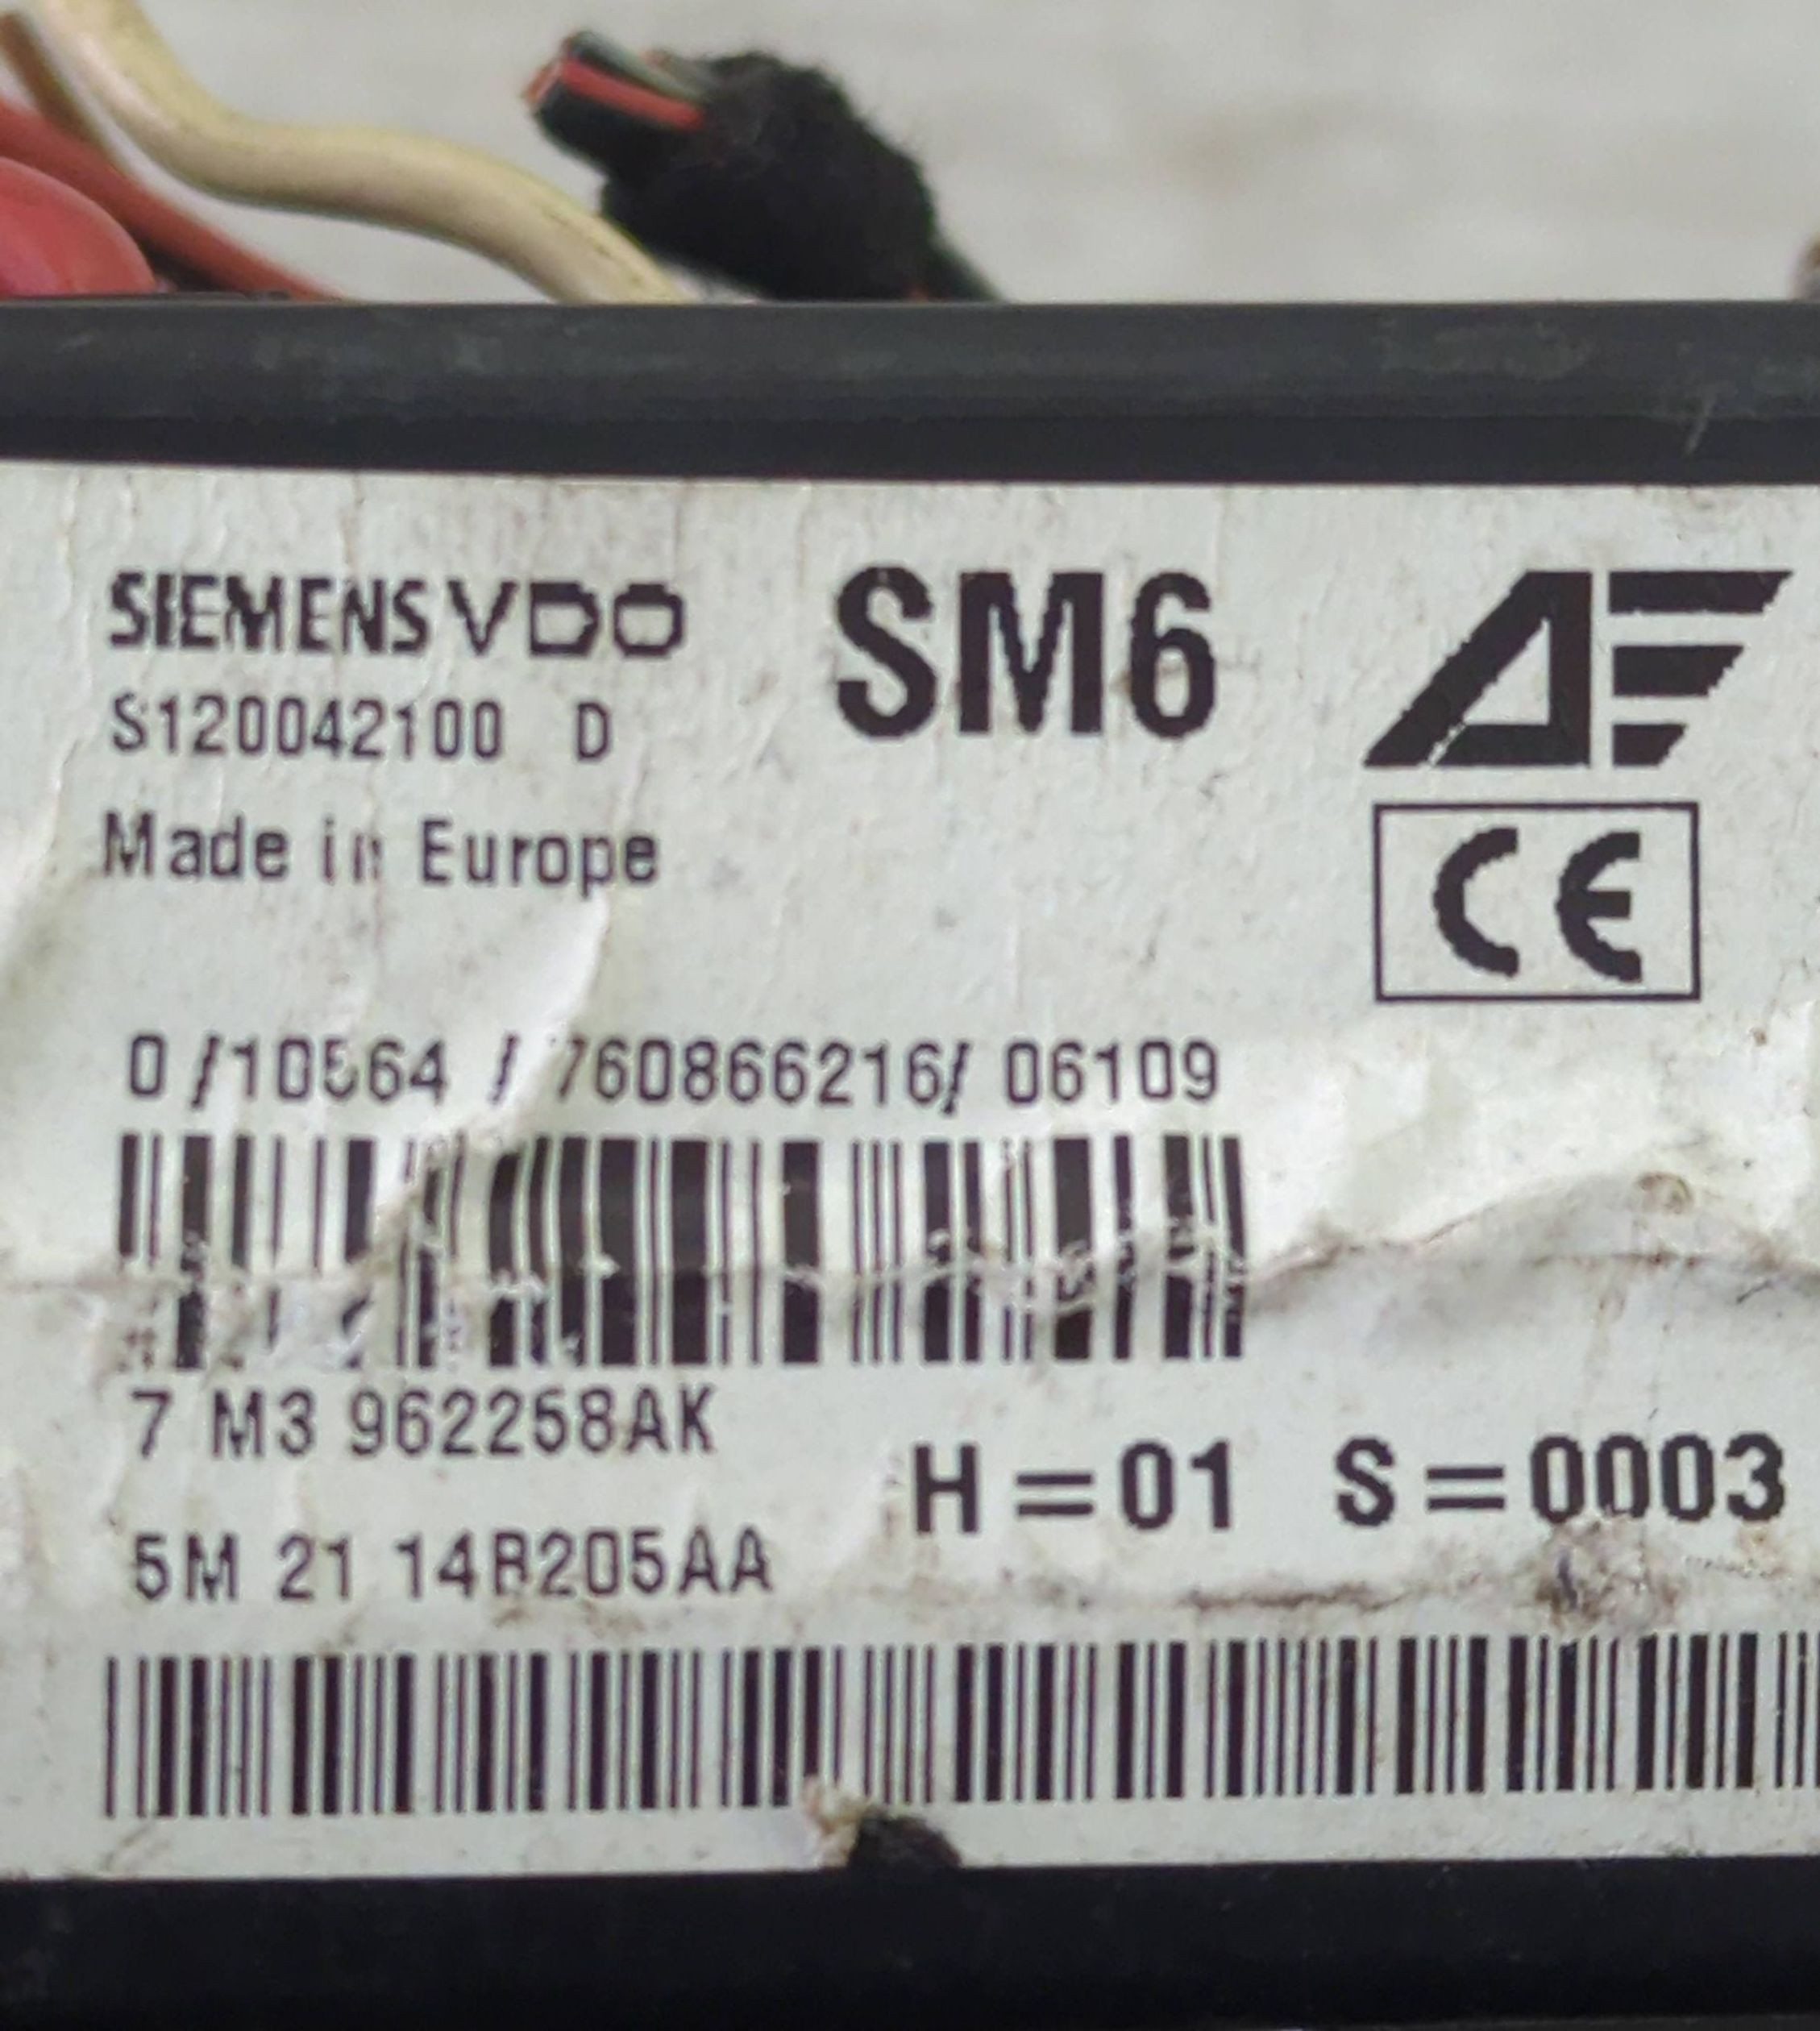 SIEMENS VDO SM6 AE
S120042100 D
Made in Europe
CE
0 /10564 / 760866216/ 06109
7 M3 962258AK
H=01 S=0003
5M 21 14B205AA